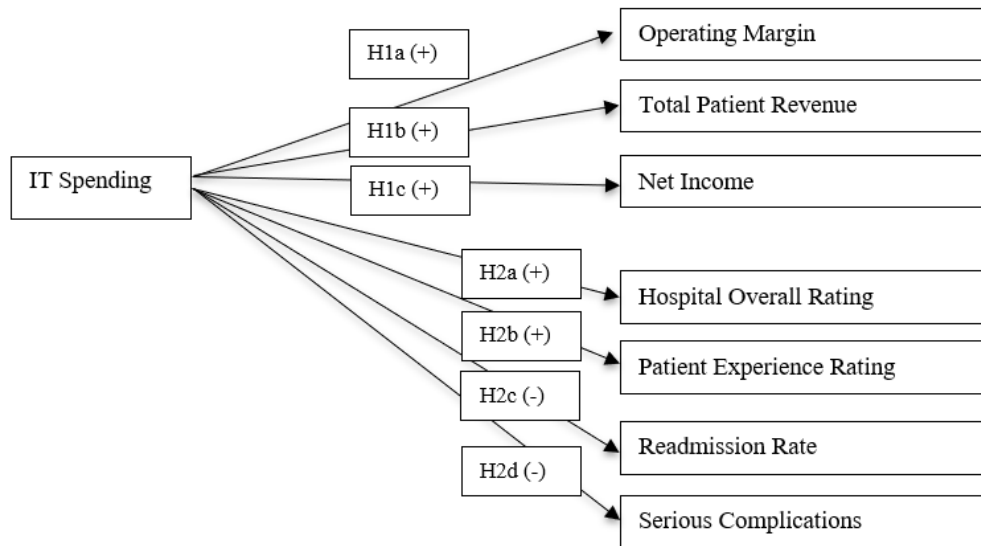 H1a (+)
Operating Margin
H1b (+)
Total Patient Revenue
IT Spending
H1c (+)
Net Income
H2a (+)
Hospital Overall Rating
H2b (+)
Patient Experience Rating
H2c (-)
Readmission Rate
H2d (-)
Serious Complications